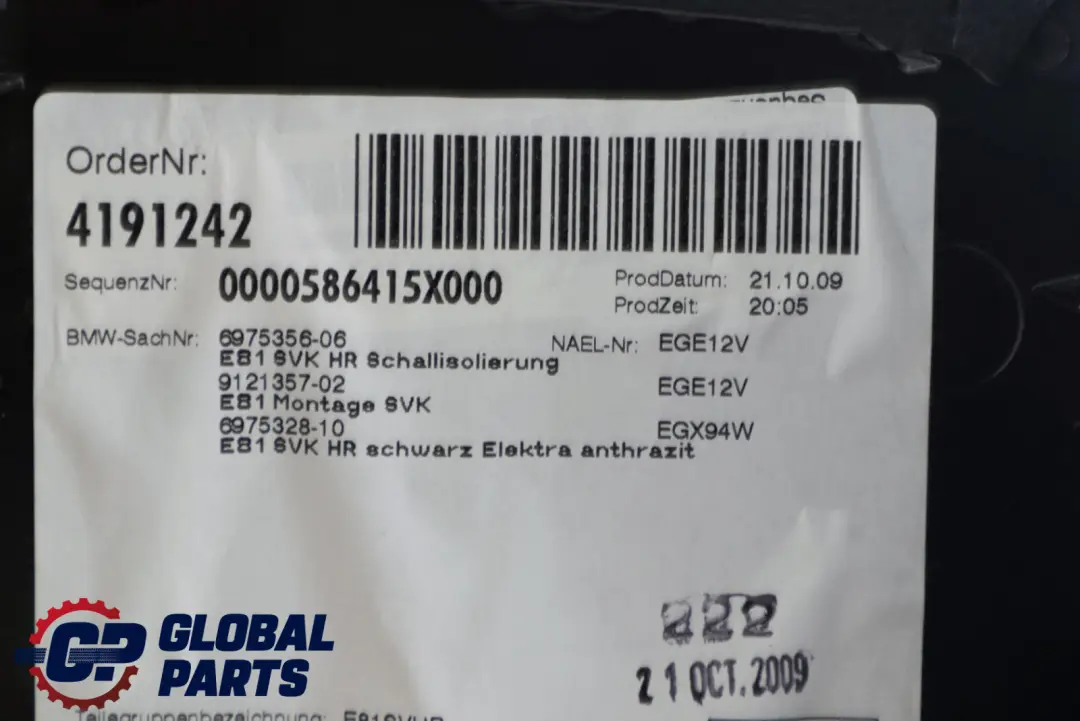 OrderNr:
4191242
SequenzNr: 0000586415X000
ProdDatum: 21.10.09
ProdZeit: 20:05
BMW-SachNr: 6975356-06 NAEL-Nr: EGE12V
E81 SVK HR Schallisolierung
9121357-02 EGE12V
E81 Montage SVK
6975328-10 EGX94W
E81 SVK HR schwarz Elektra anthrazit
222
21 OCT. 2009
GP GLOBAL
PARTS
Teilegruppenbezeichnung: